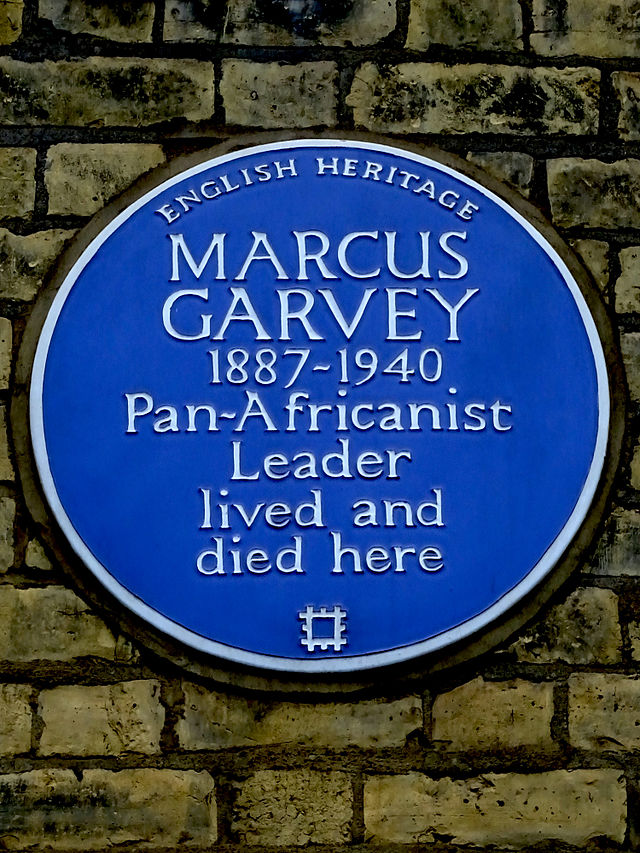 ENGLISH HERITAGE
MARCUS
GARVEY
1887-1940
Pan-Africanist
Leader
lived and
died here